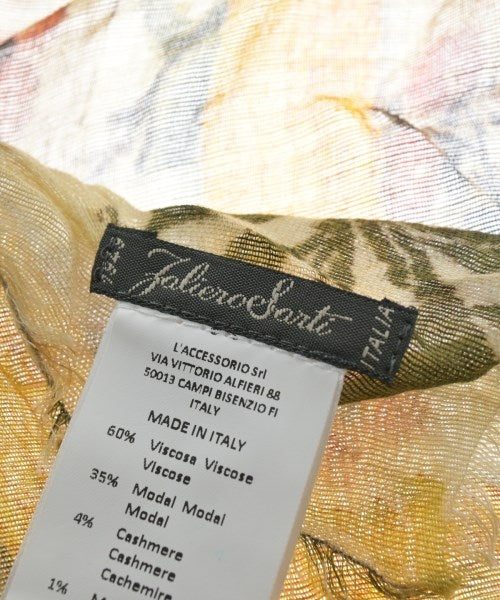 1949
Faliero Sarti
ITALIA
L'ACCESSORIO Srl
VIA VITTORIO ALFIERI 88
50013 CAMPI BISENZIO FI
ITALY
MADE IN ITALY
60% Viscosa Viscose
Viscose
35% Modal Modal
Modal
4% Cashmere
Cashmere
Cachemire
1%